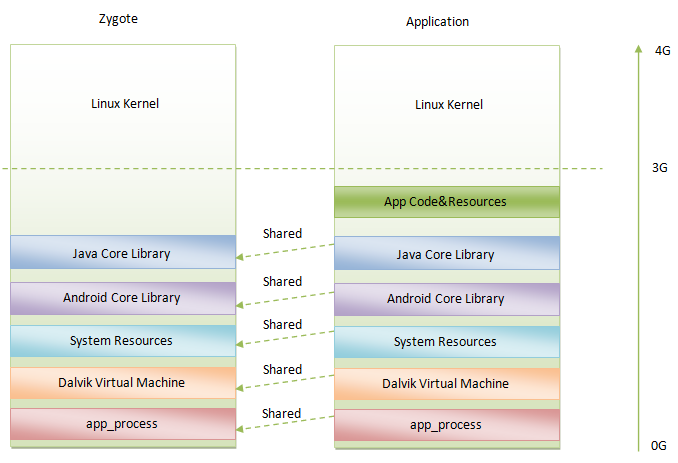 Zygote
Application
4G
Linux Kernel
Linux Kernel
3G
App Code&Resources
Shared
Java Core Library
Java Core Library
Shared
Android Core Library
Android Core Library
Shared
System Resources
System Resources
Shared
Dalvik Virtual Machine
Dalvik Virtual Machine
Shared
app_process
app_process
0G